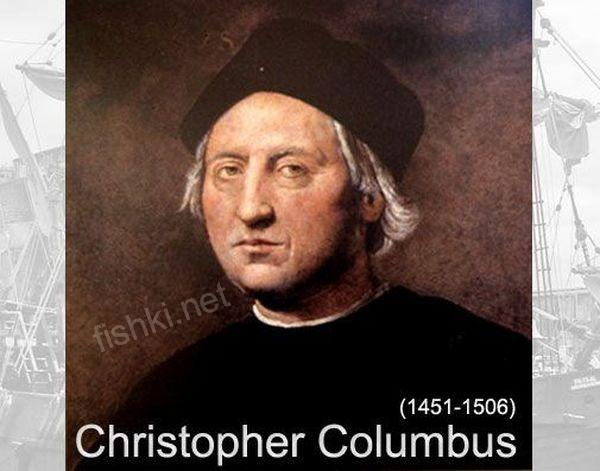 fishki.net
(1451-1506)
Christopher Columbus